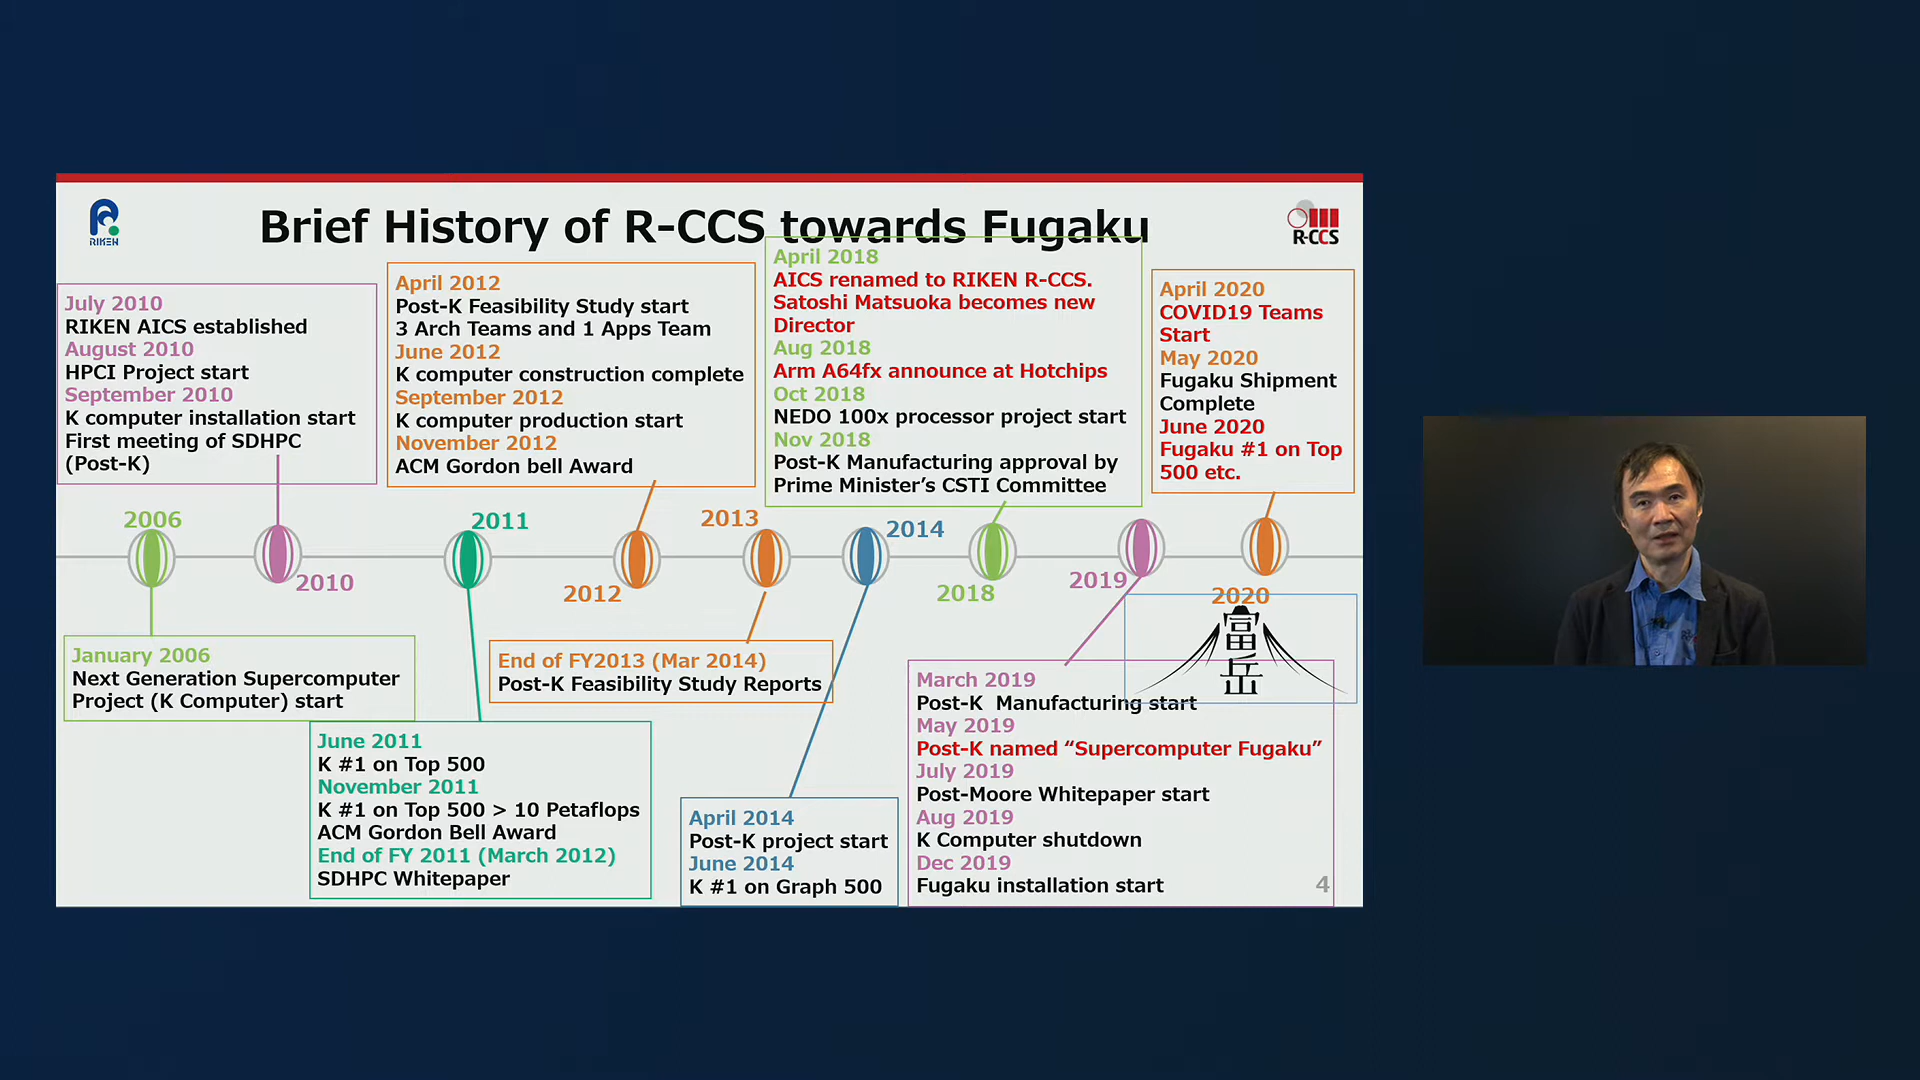 RIKEN
Brief History of R-CCS towards Fugaku
R-CCS
July 2010
RIKEN AICS established
August 2010
HPCI Project start
September 2010
K computer installation start
First meeting of SDHPC
(Post-K)
April 2012
Post-K Feasibility Study start
3 Arch Teams and 1 Apps Team
June 2012
K computer construction complete
September 2012
K computer production start
November 2012
ACM Gordon bell Award
April 2018
AICS renamed to RIKEN R-CCS.
Satoshi Matsuoka becomes new
Director
Aug 2018
Arm A64fx announce at Hotchips
Oct 2018
NEDO 100x processor project start
Nov 2018
Post-K Manufacturing approval by
Prime Minister’s CSTI Committee
April 2020
COVID19 Teams
Start
May 2020
Fugaku Shipment
Complete
June 2020
Fugaku #1 on Top
500 etc.
2006
2010
2011
2012
2013
2014
2018
2019
2020
January 2006
Next Generation Supercomputer
Project (K Computer) start
June 2011
K #1 on Top 500
November 2011
K #1 on Top 500 > 10 Petaflops
ACM Gordon Bell Award
End of FY 2011 (March 2012)
SDHPC Whitepaper
End of FY2013 (Mar 2014)
Post-K Feasibility Study Reports
April 2014
Post-K project start
June 2014
K #1 on Graph 500
富
岳
March 2019
Post-K  Manufacturing start
May 2019
Post-K named “Supercomputer Fugaku”
July 2019
Post-Moore Whitepaper start
Aug 2019
K Computer shutdown
Dec 2019
Fugaku installation start
4